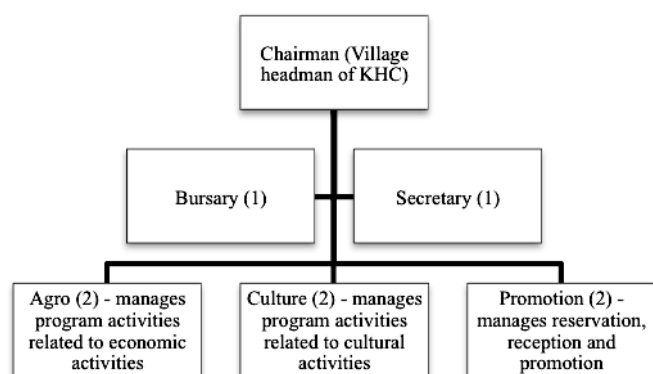 Chairman (Village
headman of KHC)
Bursary (1)
Secretary (1)
Agro (2) - manages
program activities
related to economic
activities
Culture (2) - manages
program activities
related to cultural
activities
Promotion (2) -
manages reservation,
reception and
promotion